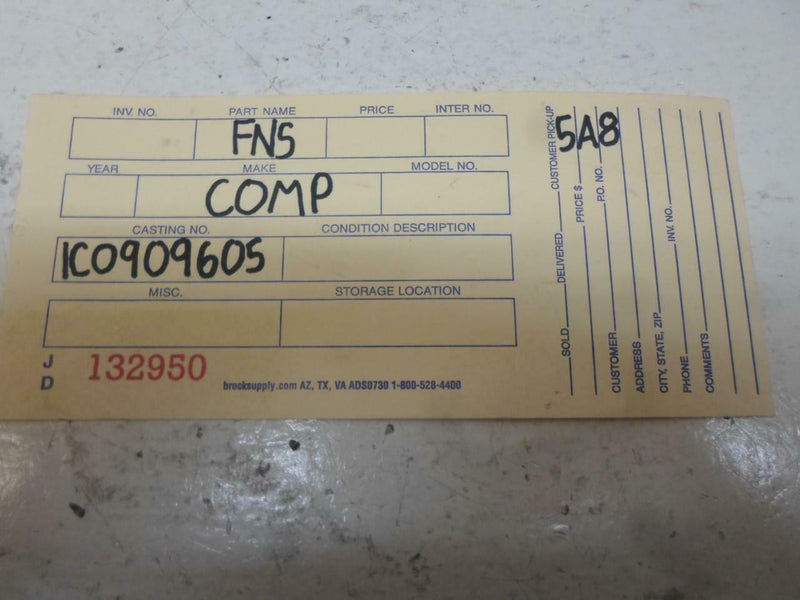 INV. NO. PART NAME PRICE INTER NO.
FNS
YEAR MAKE MODEL NO.
COMP
CASTING NO. CONDITION DESCRIPTION
1C0909605
MISC. STORAGE LOCATION
J
D
132950
brocksupply.com AZ, TX, VA ADS0730 1-800-528-4400
5A8
SOLD DELIVERED CUSTOMER PICK-UP
PRICE $
CUSTOMER P.O. NO.
ADDRESS
CITY, STATE, ZIP
PHONE INV. NO.
COMMENTS